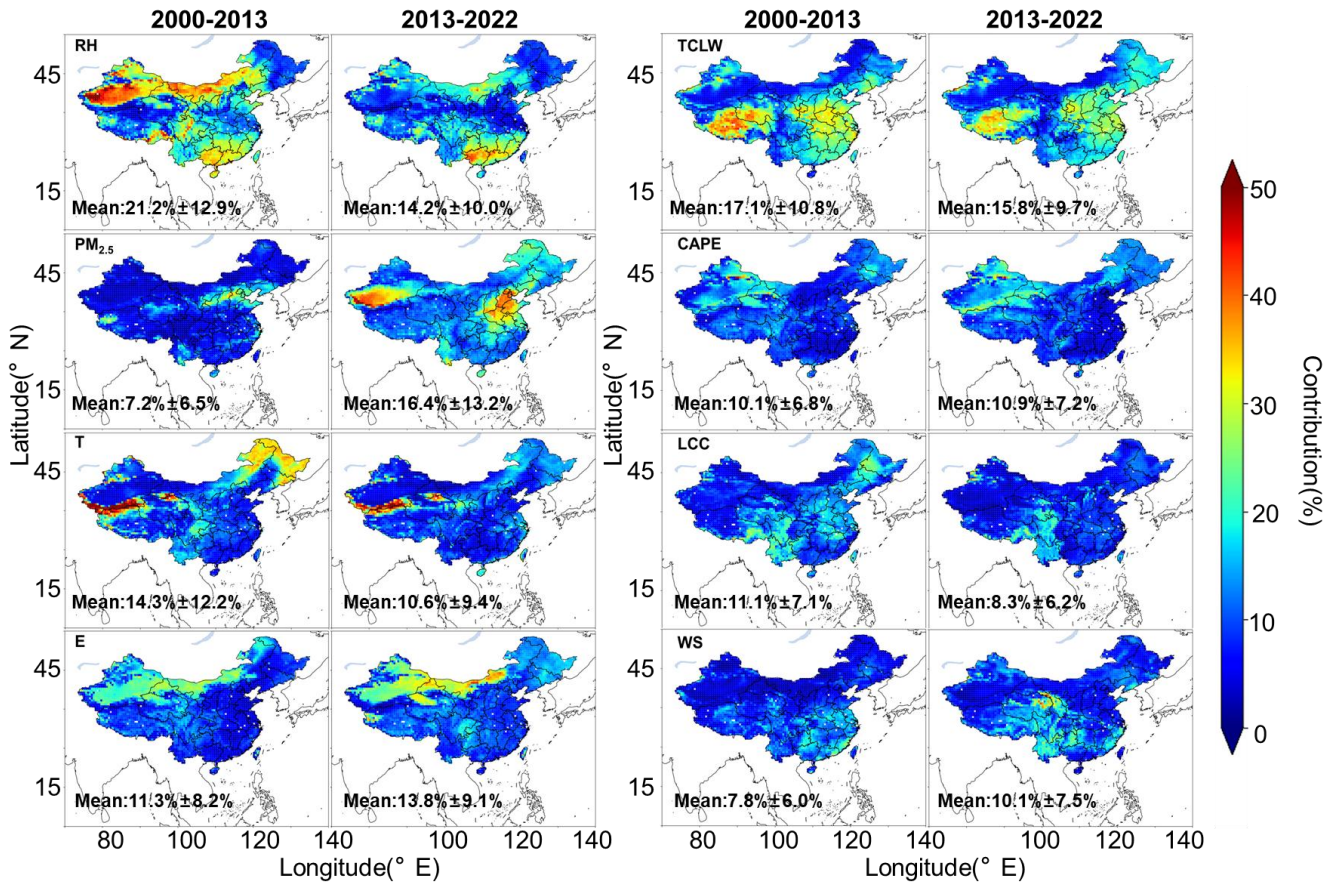 2000-2013
2013-2022
2000-2013
2013-2022
RH
Mean:21.2%±12.9%
Mean:14.2%±10.0%
TCLW
Mean:17.1%±10.8%
Mean:15.8%±9.7%
45
15
45
15
PM2.5
Mean:7.2%±6.5%
Mean:16.4%±13.2%
CAPE
Mean:10.1%±6.8%
Mean:10.9%±7.2%
45
15
45
15
T
Mean:14.3%±12.2%
Mean:10.6%±9.4%
LCC
Mean:11.1%±7.1%
Mean:8.3%±6.2%
45
15
45
15
E
Mean:11.3%±8.2%
Mean:13.8%±9.1%
WS
Mean:7.8%±6.0%
Mean:10.1%±7.5%
45
15
45
15
80 100 120 140 100 120 140
80 100 120 140 100 120 140
Latitude(° N)
Latitude(° N)
Longitude(° E)
Longitude(° E)
50
40
30
20
10
0
Contribution(%)